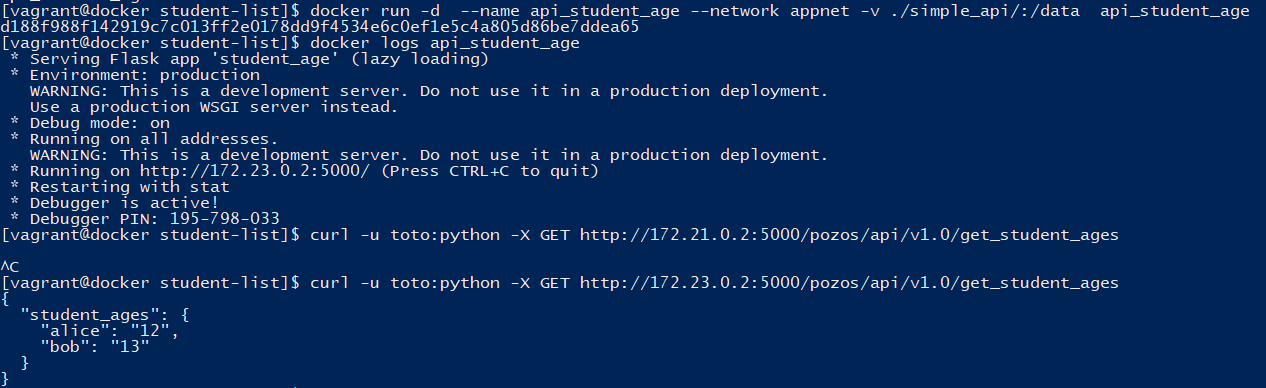 [vagrant@docker student-list]$ docker run -d  --name api_student_age --network appnet -v ./simple_api/:/data  api_student_age
d188f988f142919c7c013ff2e0178dd9f4534e6c0ef1e5c4a805d86be7ddea65
[vagrant@docker student-list]$ docker logs api_student_age
 * Serving Flask app 'student_age' (lazy loading)
 * Environment: production
   WARNING: This is a development server. Do not use it in a production deployment.
   Use a production WSGI server instead.
 * Debug mode: on
 * Running on all addresses.
   WARNING: This is a development server. Do not use it in a production deployment.
 * Running on http://172.23.0.2:5000/ (Press CTRL+C to quit)
 * Restarting with stat
 * Debugger is active!
 * Debugger PIN: 195-798-033
[vagrant@docker student-list]$ curl -u toto:python -X GET http://172.21.0.2:5000/pozos/api/v1.0/get_student_ages
^C
[vagrant@docker student-list]$ curl -u toto:python -X GET http://172.23.0.2:5000/pozos/api/v1.0/get_student_ages
{
  "student_ages": {
    "alice": "12",
    "bob": "13"
  }
}